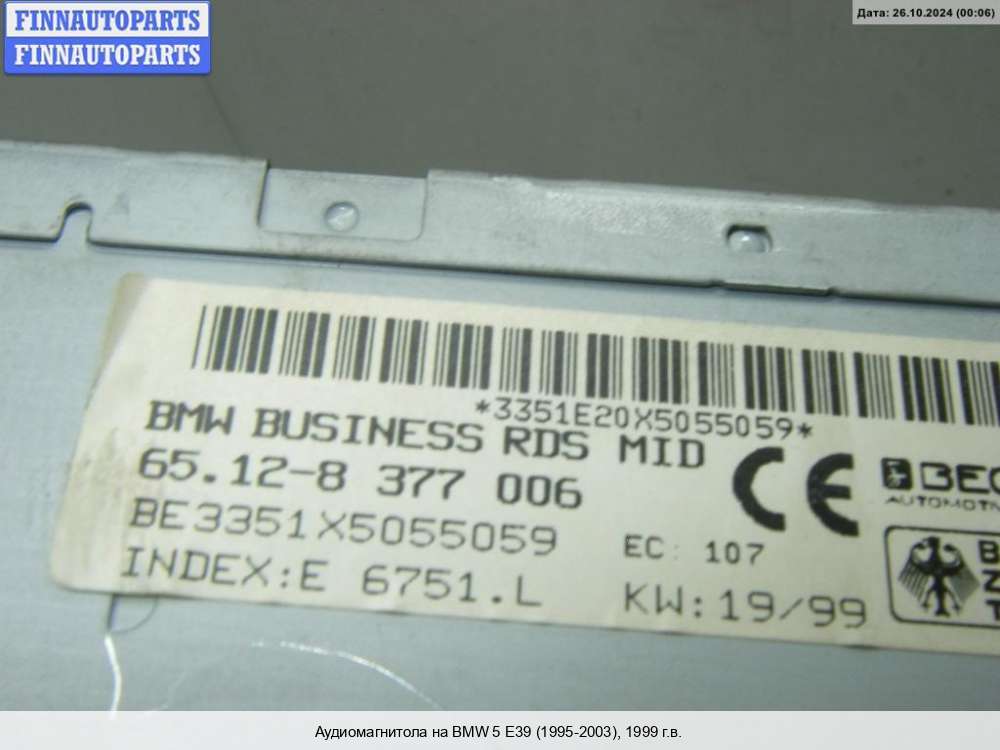 FINNAUTOPARTS
FINNAUTOPARTS
Дата: 26.10.2024 (00:06)
*3351E20X5055059*
BMW BUSINESS RDS MID
65.12-8 377 006
BE3351X5055059
EC: 107
INDEX:E 6751.L
KW:19/99
Аудиомагнитола на BMW 5 E39 (1995-2003), 1999 г.в.